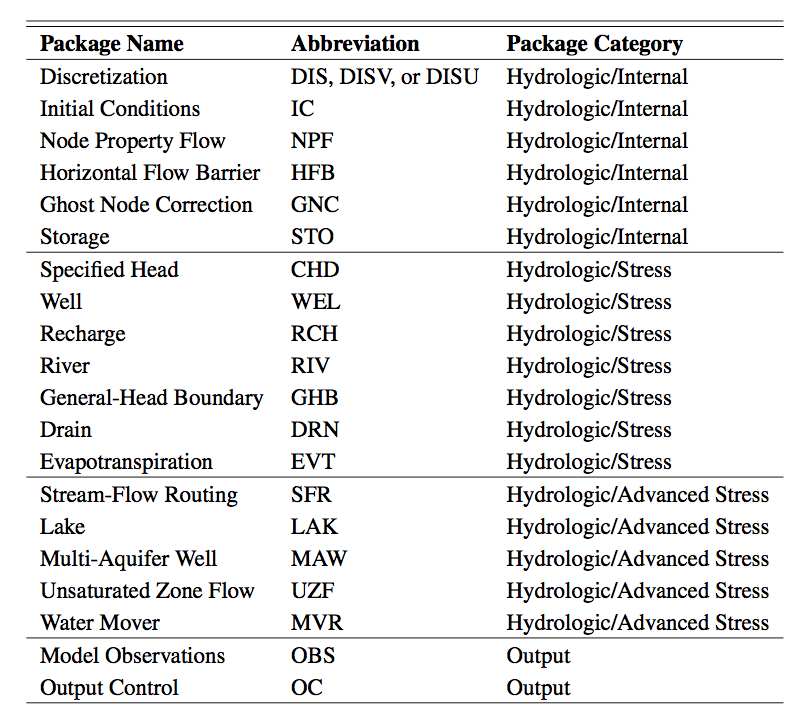 Package Name Abbreviation Package Category
Discretization DIS, DISV, or DISU Hydrologic/Internal
Initial Conditions IC Hydrologic/Internal
Node Property Flow NPF Hydrologic/Internal
Horizontal Flow Barrier HFB Hydrologic/Internal
Ghost Node Correction GNC Hydrologic/Internal
Storage STO Hydrologic/Internal
Specified Head CHD Hydrologic/Stress
Well WEL Hydrologic/Stress
Recharge RCH Hydrologic/Stress
River RIV Hydrologic/Stress
General-Head Boundary GHB Hydrologic/Stress
Drain DRN Hydrologic/Stress
Evapotranspiration EVT Hydrologic/Stress
Stream-Flow Routing SFR Hydrologic/Advanced Stress
Lake LAK Hydrologic/Advanced Stress
Multi-Aquifer Well MAW Hydrologic/Advanced Stress
Unsaturated Zone Flow UZF Hydrologic/Advanced Stress
Water Mover MVR Hydrologic/Advanced Stress
Model Observations OBS Output
Output Control OC Output